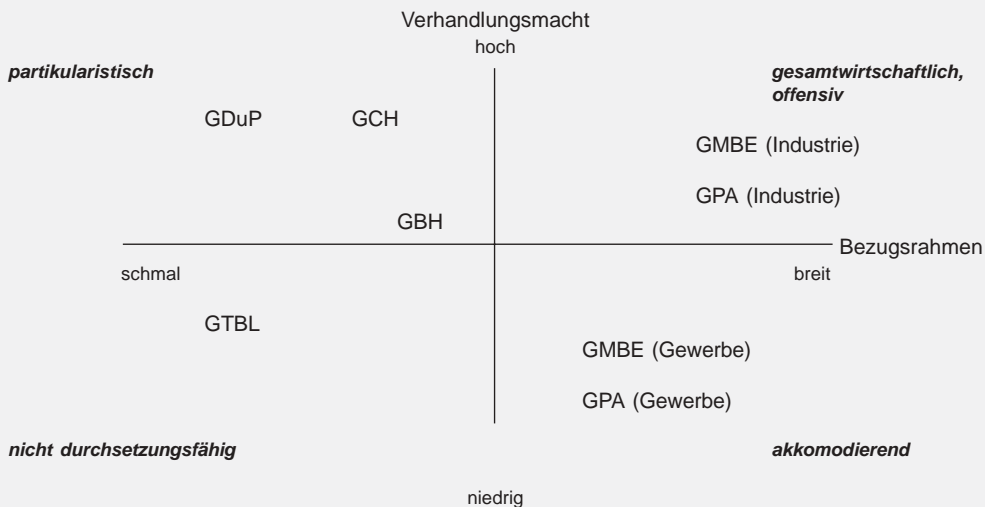 Verhandlungsmacht
hoch
partikularistisch
gesamtwirtschaftlich,
offensiv
GDuP GCH
GMBE (Industrie)
GPA (Industrie)
GBH
Bezugsrahmen
schmal breit
GTBL
GMBE (Gewerbe)
GPA (Gewerbe)
nicht durchsetzungsfähig akkomodierend
niedrig